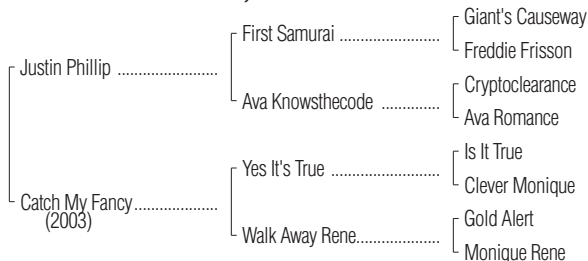 Giant's Causeway
First Samurai ....................
Freddie Frisson
Justin Phillip ....................
Cryptoclearance
Ava Knowsthecode ............
Ava Romance
Is It True
Yes It's True ......................
Clever Monique
Catch My Fancy.................
(2003)
Gold Alert
Walk Away Rene.................
Monique Rene